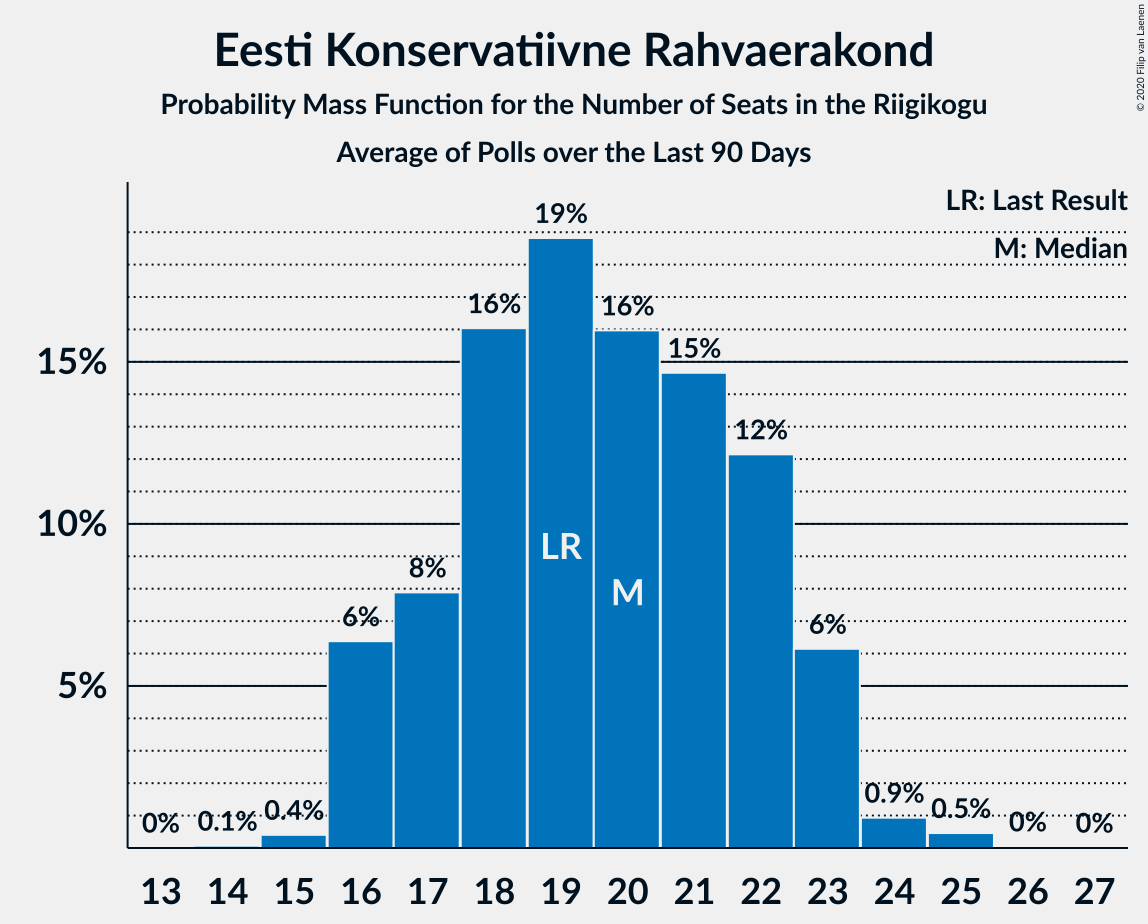 Eesti Konservatiivne Rahvaerakond
Probability Mass Function for the Number of Seats in the Riigikogu
Average of Polls over the Last 90 Days
© 2020 Filip van Laenen
LR: Last Result
M: Median
15%
10%
5%
0%
0.1%
0.4%
6%
8%
16%
19%
16%
15%
12%
6%
0.9%
0.5%
0%
0%
LR
M
13 14 15 16 17 18 19 20 21 22 23 24 25 26 27